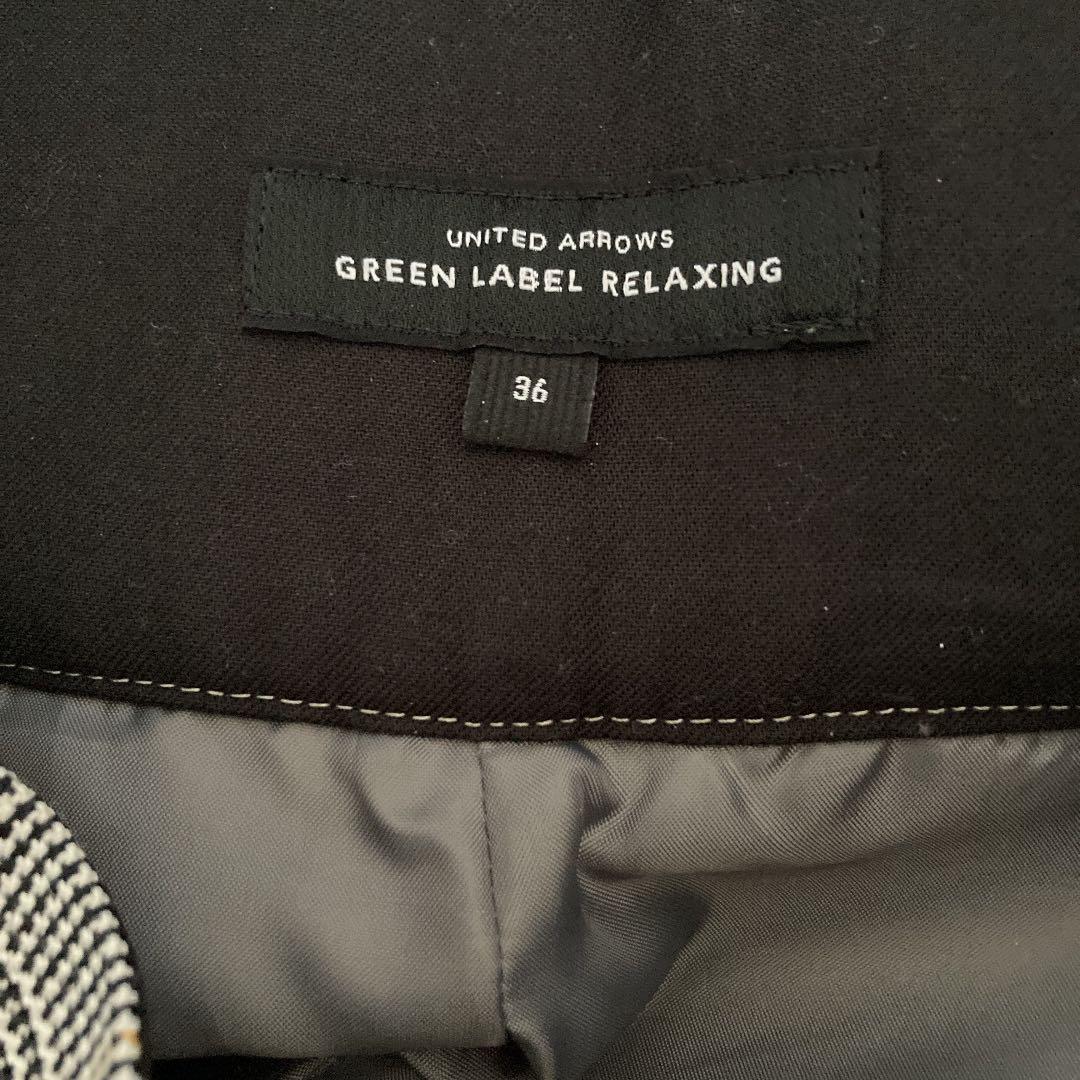 UNITED ARROWS
GREEN LABEL RELAXING
36